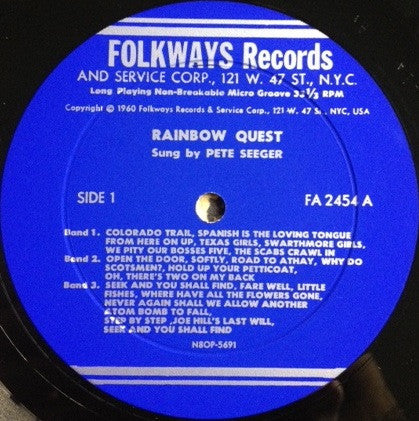 FOLKWAYS Records
AND SERVICE CORP., 121 W. 47 ST., N.Y.C.
Long Playing Non-Breakable Micro Groove 33⅓ RPM
Copyright © 1960 Folkways Records & Service Corp., 121 W. 47 St. NYC, USA
RAINBOW QUEST
Sung by PETE SEEGER
SIDE 1 FA 2454 A
Band 1. COLORADO TRAIL, SPANISH IS THE LOVING TONGUE
FROM HERE ON UP, TEXAS GIRLS, SWARTHMORE GIRLS,
WE PITY OUR BOSSES FIVE, THE SCABS CRAWL IN
Band 2. OPEN THE DOOR, SOFTLY, ROAD TO ATHAY, WHY DO
SCOTSMEN?, HOLD UP YOUR PETTICOAT,
OH, THERE'S TWO ON MY BACK
Band 3. SEEK AND YOU SHALL FIND, FARE WELL, LITTLE
FISHES, WHERE HAVE ALL THE FLOWERS GONE,
NEVER AGAIN SHALL WE ALLOW ANOTHER
ATOM BOMB TO FALL,
STEP BY STEP, JOE HILL'S LAST WILL,
SEEK AND YOU SHALL FIND
N8OP-5691